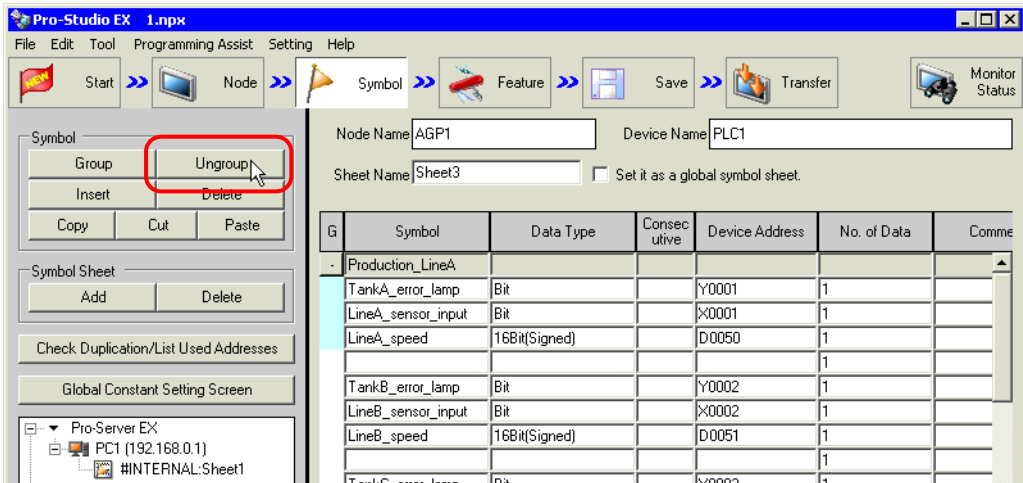 Pro-Studio EX 1.npx
File Edit Tool Programming Assist Setting Help
NEW Start Node Symbol Feature Save Transfer Monitor Status
Symbol
Group Ungroup
Insert Delete
Copy Cut Paste
Symbol Sheet
Add Delete
Check Duplication/List Used Addresses
Global Constant Setting Screen
Pro-Server EX
PC1 (192.168.0.1)
#INTERNAL:Sheet1
Node Name AGP1 Device Name PLC1
Sheet Name Sheet3 Set it as a global symbol sheet.
G Symbol Data Type Consecutive Device Address No. of Data Comme
- Production_LineA
TankA_error_lamp Bit Y0001 1
LineA_sensor_input Bit X0001 1
LineA_speed 16Bit(Signed) D0050 1
1
TankB_error_lamp Bit Y0002 1
LineB_sensor_input Bit X0002 1
LineB_speed 16Bit(Signed) D0051 1
1